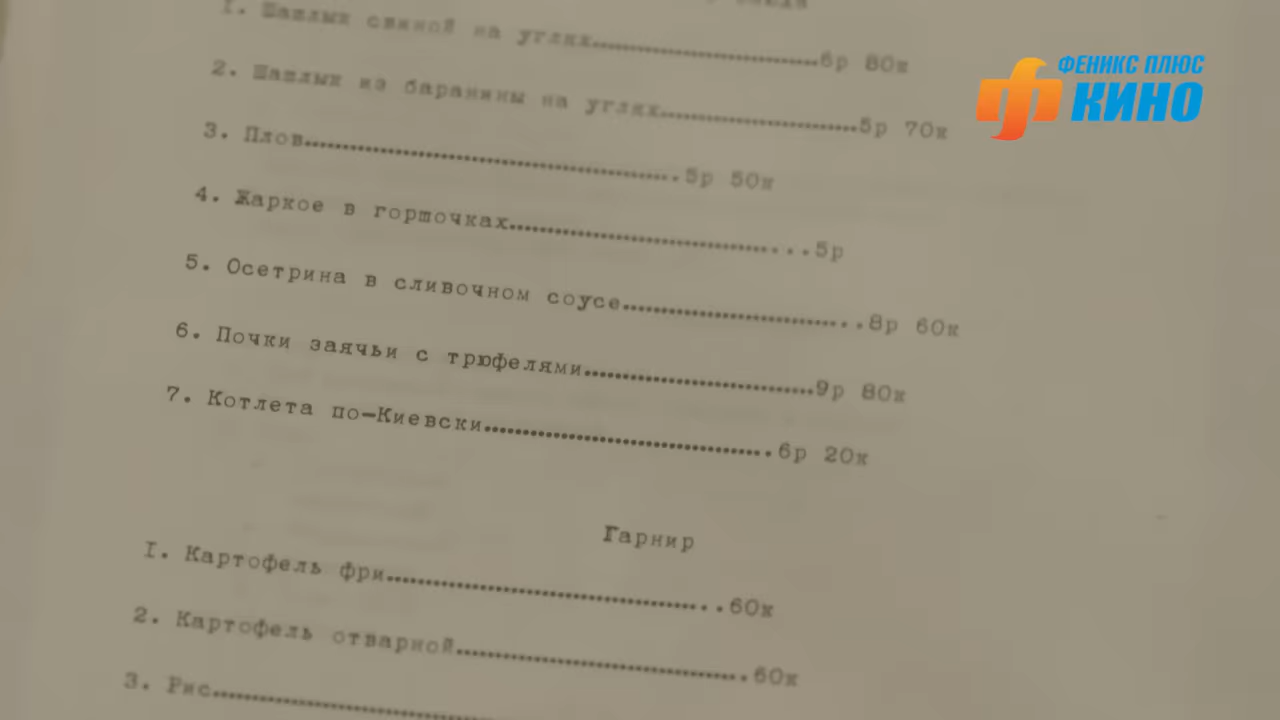 I. Шашлык свиной на углях……………………6р 80к
ФЕНИКС ПЛЮС
КИНО
2. Шашлык из баранины на углях…………………5р 70к
3. Плов…………………………………….5р 50к
4. Жаркое в горшочках…………………………...5р
5. Осетрина в сливочном соусе……………………..8р 60к
6. Почки заячьи с трюфелями………………………9р 80к
7. Котлета по-Киевски…………………………….6р 20к
Гарнир
I. Картофель фри………………………………..60к
2. Картофель отварной…………………………….60к
3. Рис……………………………